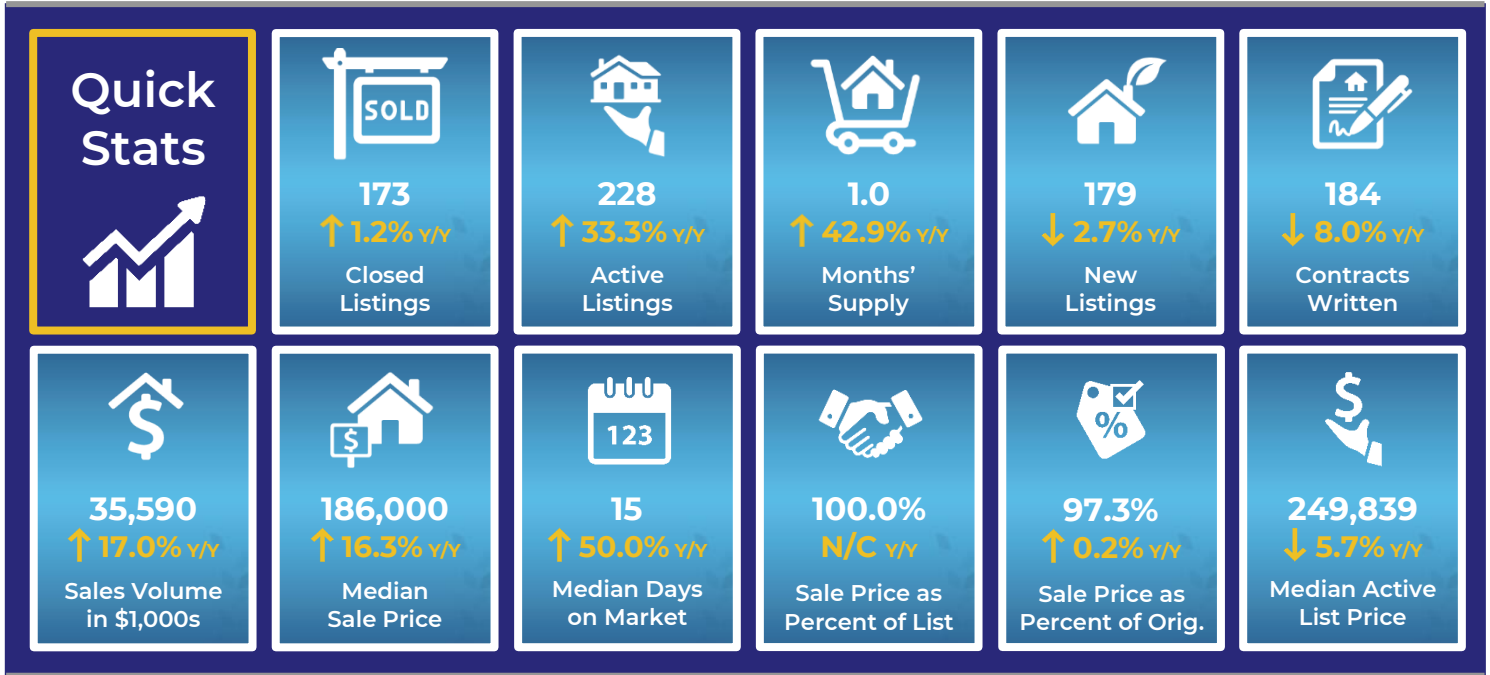 Quick
Stats
SOLD
173
↑ 1.2% Y/Y
Closed
Listings
228
↑ 33.3% Y/Y
Active
Listings
1.0
↑ 42.9% Y/Y
Months’
Supply
179
↓ 2.7% Y/Y
New
Listings
184
↓ 8.0% Y/Y
Contracts
Written
$
35,590
↑ 17.0% Y/Y
Sales Volume
in $1,000s
$
186,000
↑ 16.3% Y/Y
Median
Sale Price
123
15
↑ 50.0% Y/Y
Median Days
on Market
100.0%
N/C Y/Y
Sale Price as
Percent of List
%
97.3%
↑ 0.2% Y/Y
Sale Price as
Percent of Orig.
$
249,839
↓ 5.7% Y/Y
Median Active
List Price